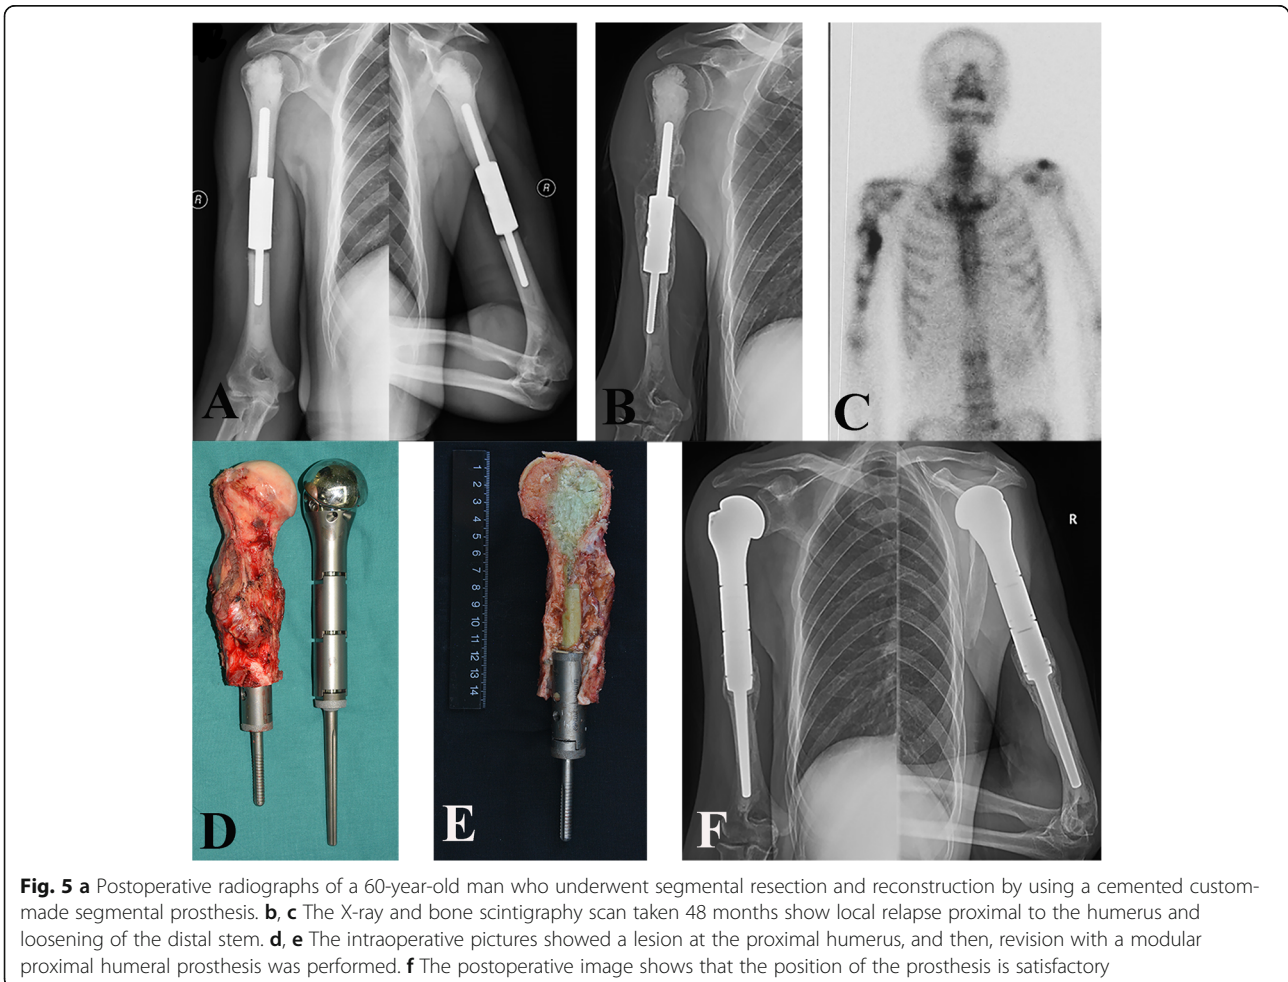 R
R
A
B
C
1
2
3
4
5
6
7
8
9
10
11
12
13
14
R
D
E
F
Fig. 5 a Postoperative radiographs of a 60-year-old man who underwent segmental resection and reconstruction by using a cemented custom-
made segmental prosthesis. b, c The X-ray and bone scintigraphy scan taken 48 months show local relapse proximal to the humerus and
loosening of the distal stem. d, e The intraoperative pictures showed a lesion at the proximal humerus, and then, revision with a modular
proximal humeral prosthesis was performed. f The postoperative image shows that the position of the prosthesis is satisfactory